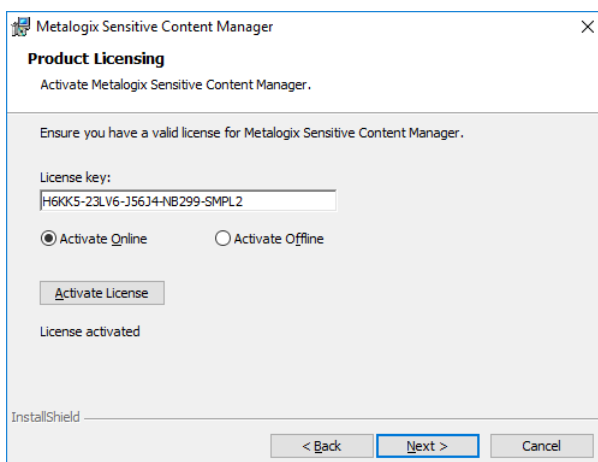 Metalogix Sensitive Content Manager
Product Licensing
Activate Metalogix Sensitive Content Manager.
Ensure you have a valid license for Metalogix Sensitive Content Manager.
License key:
H6KK5-23LV6-J56J4-NB299-SMPL2
Activate Online Activate Offline
Activate License
License activated
InstallShield
< Back Next > Cancel